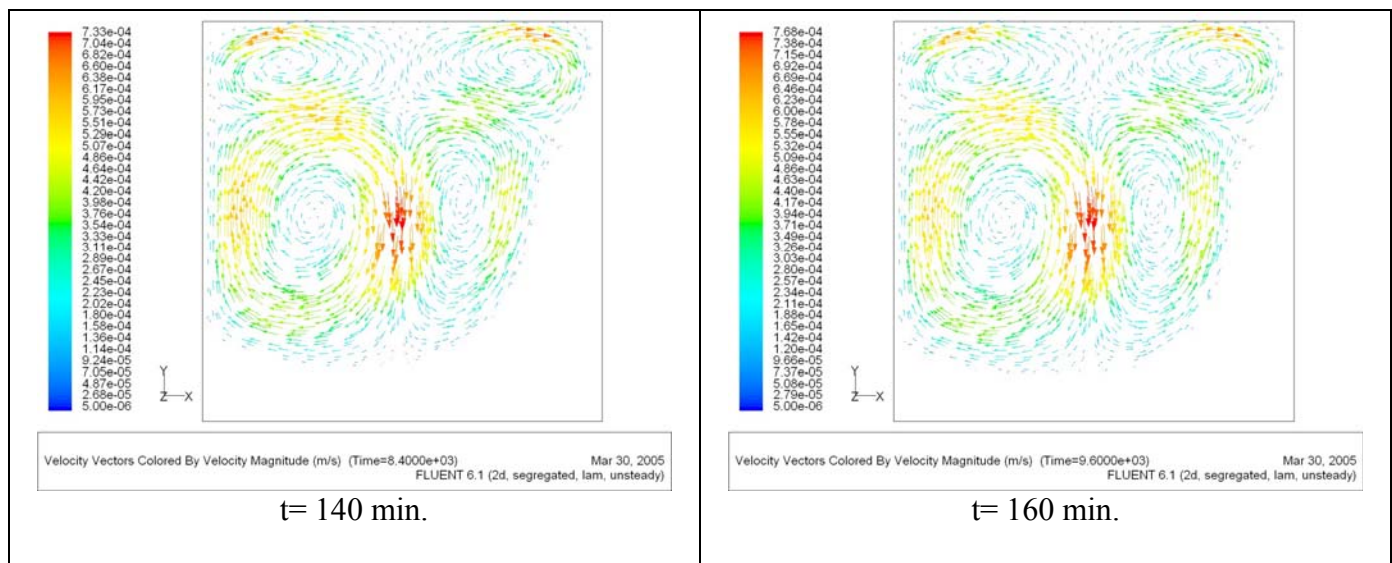 7.33e-04
7.04e-04
6.82e-04
6.60e-04
6.38e-04
6.17e-04
5.95e-04
5.73e-04
5.51e-04
5.29e-04
5.07e-04
4.86e-04
4.64e-04
4.42e-04
4.20e-04
3.98e-04
3.76e-04
3.54e-04
3.33e-04
3.11e-04
2.89e-04
2.67e-04
2.45e-04
2.23e-04
2.02e-04
1.80e-04
1.58e-04
1.36e-04
1.14e-04
9.24e-05
7.05e-05
4.87e-05
2.68e-05
5.00e-06
Y
Z X
Velocity Vectors Colored By Velocity Magnitude (m/s) (Time=8.4000e+03) Mar 30, 2005
FLUENT 6.1 (2d, segregated, lam, unsteady)
t= 140 min.
7.68e-04
7.38e-04
7.15e-04
6.92e-04
6.69e-04
6.46e-04
6.23e-04
6.00e-04
5.78e-04
5.55e-04
5.32e-04
5.09e-04
4.86e-04
4.63e-04
4.40e-04
4.17e-04
3.94e-04
3.71e-04
3.49e-04
3.26e-04
3.03e-04
2.80e-04
2.57e-04
2.34e-04
2.11e-04
1.88e-04
1.65e-04
1.42e-04
1.20e-04
9.66e-05
7.37e-05
5.08e-05
2.79e-05
5.00e-06
Y
Z X
Velocity Vectors Colored By Velocity Magnitude (m/s) (Time=9.6000e+03) Mar 30, 2005
FLUENT 6.1 (2d, segregated, lam, unsteady)
t= 160 min.